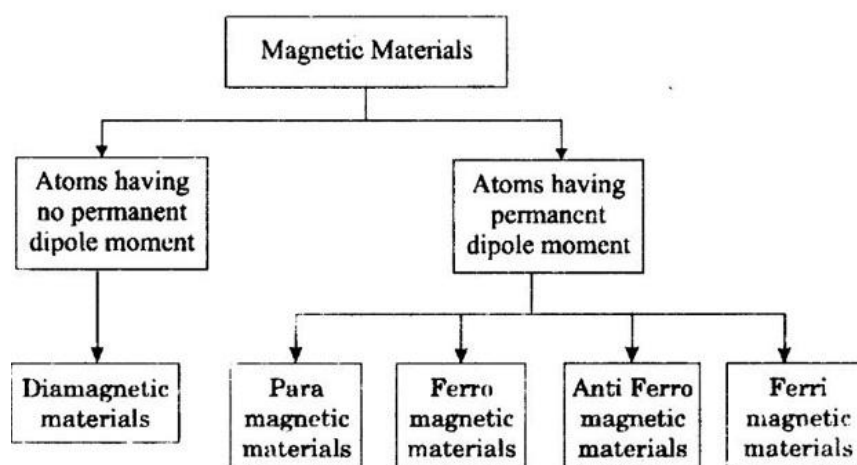 Magnetic Materials
Atoms having
no permanent
dipole moment
Atoms having
permanent
dipole moment
Diamagnetic
materials
Para
magnetic
materials
Ferro
magnetic
materials
Anti Ferro
magnetic
materials
Ferri
magnetic
materials